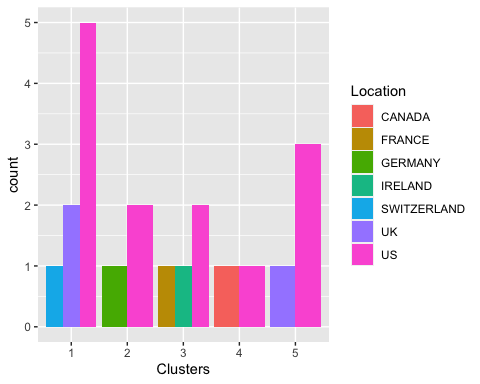 5
4
3
2
1
0
count
1 2 3 4 5
Clusters
Location
CANADA
FRANCE
GERMANY
IRELAND
SWITZERLAND
UK
US